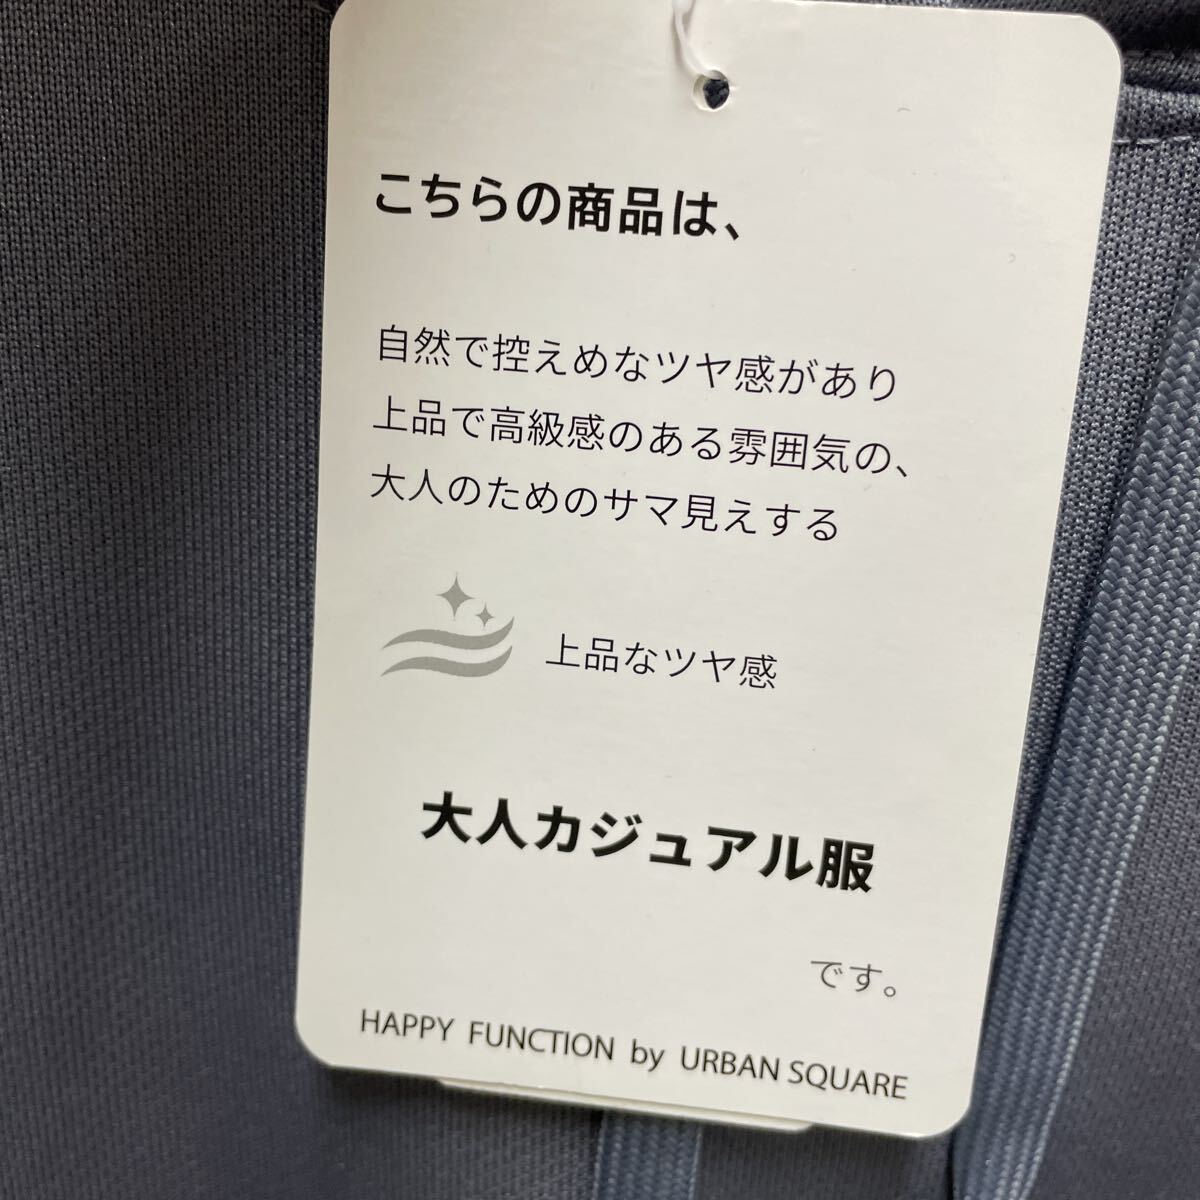 こちらの商品は、
自然で控えめなツヤ感があり
上品で高級感のある雰囲気の、
大人のためのサマ見えする
上品なツヤ感
大人カジュアル服
です。
HAPPY FUNCTION by URBAN SQUARE